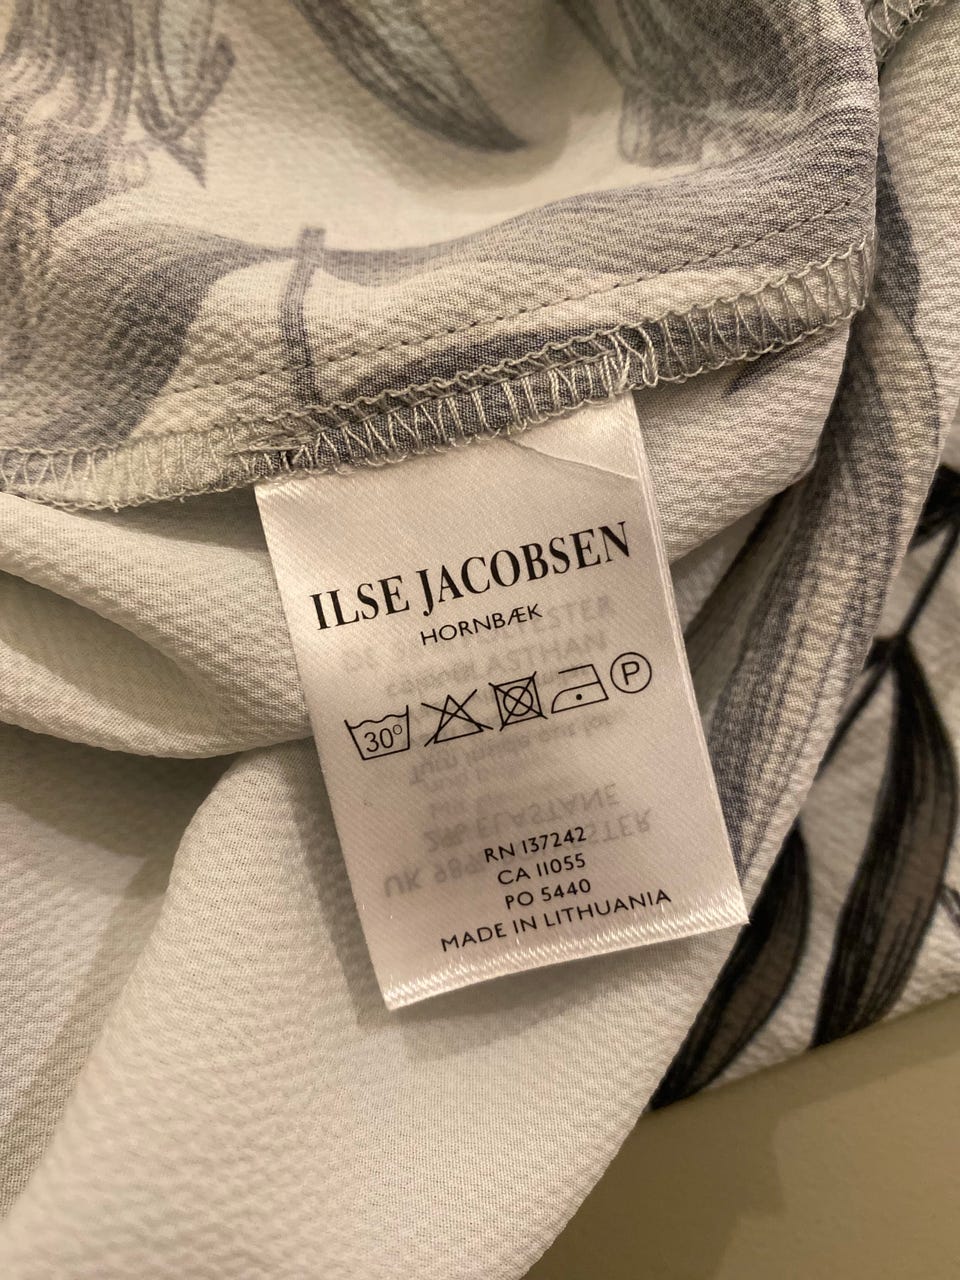 ILSE JACOBSEN
HORNBÆK
30° P
RN 137242
CA 11055
PO 5440
MADE IN LITHUANIA